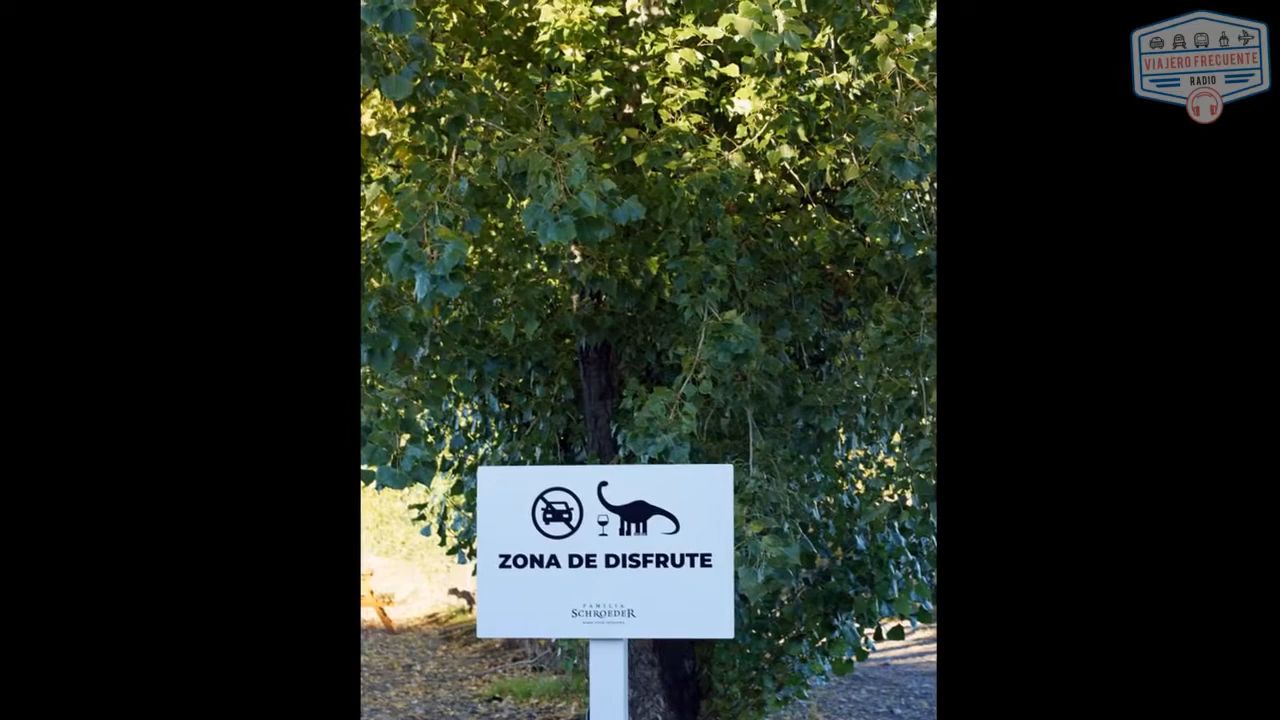 VIAJERO FRECUENTE
RADIO
ZONA DE DISFRUTE
FAMILIA
SCHROEDER